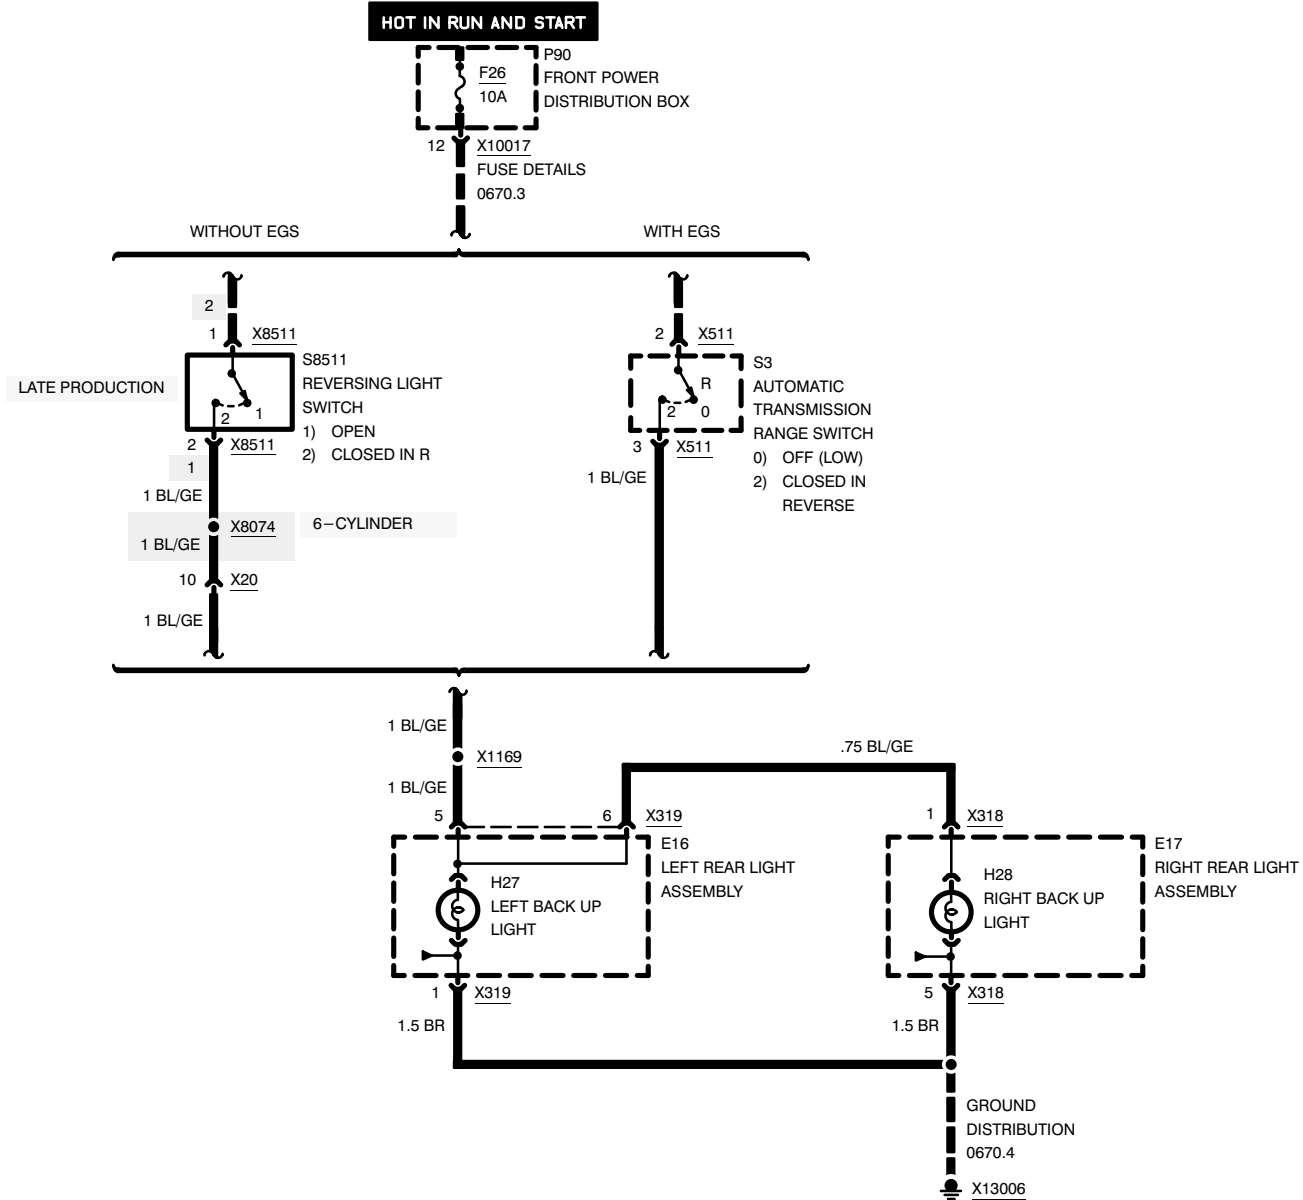 HOT IN RUN AND START
P90
F26
FRONT POWER
10A
DISTRIBUTION BOX
12
X10017
FUSE DETAILS
0670.3
WITHOUT EGS
WITH EGS
2
1
X8511
S8511
LATE PRODUCTION
REVERSING LIGHT
SWITCH
1) OPEN
2) CLOSED IN R
2
1
2
X8511
1
1 BL/GE
X8074
6–CYLINDER
1 BL/GE
10
X20
1 BL/GE
2
X511
S3
R
AUTOMATIC
TRANSMISSION
RANGE SWITCH
0) OFF (LOW)
2) CLOSED IN
REVERSE
2
0
3
X511
1 BL/GE
1 BL/GE
X1169
1 BL/GE
.75 BL/GE
5
6
X319
1
X318
E16
LEFT REAR LIGHT
ASSEMBLY
H27
LEFT BACK UP
LIGHT
E17
RIGHT REAR LIGHT
ASSEMBLY
H28
RIGHT BACK UP
LIGHT
1
X319
1.5 BR
5
X318
1.5 BR
GROUND
DISTRIBUTION
0670.4
X13006